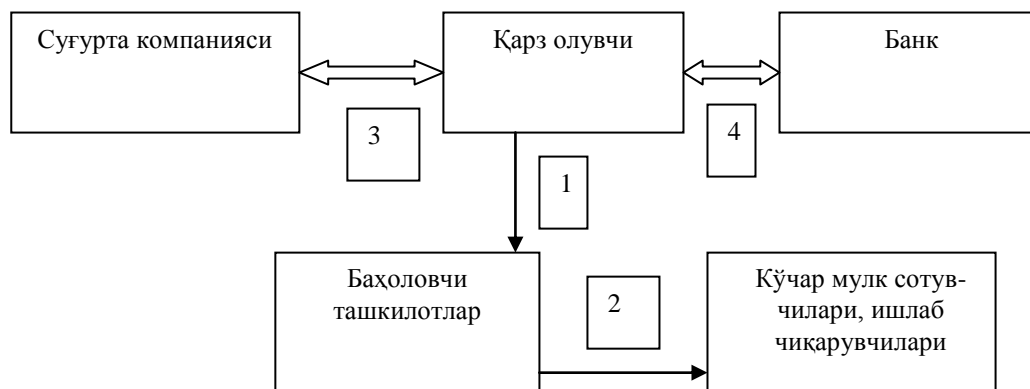 Суғурта компанияси
Қарз олувчи
Банк
3
4
1
Баҳоловчи
ташкилотлар
2
Кўчар мулк сотув-
чилари, ишлаб
чиқарувчилари